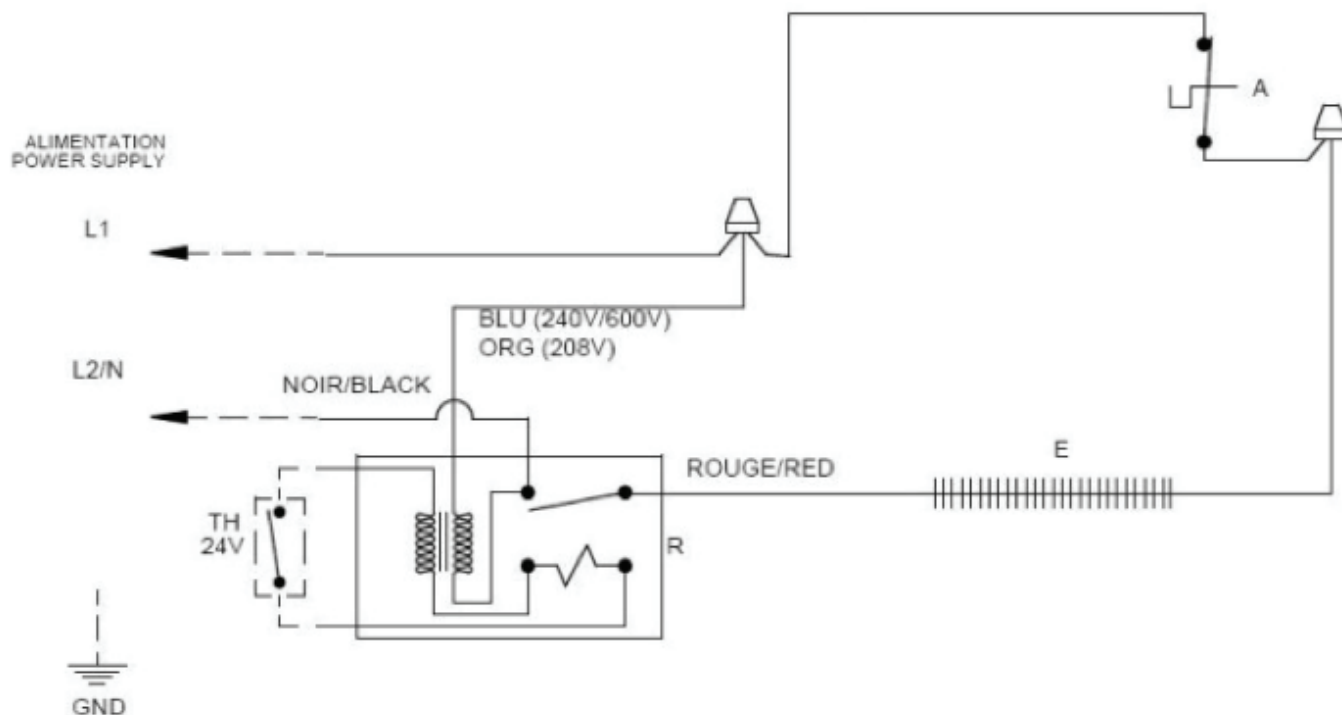 ALIMENTATION
POWER SUPPLY
A
L1
BLU (240V/600V)
ORG (208V)
L2/N
NOIR/BLACK
ROUGE/RED
E
TH
24V
R
GND